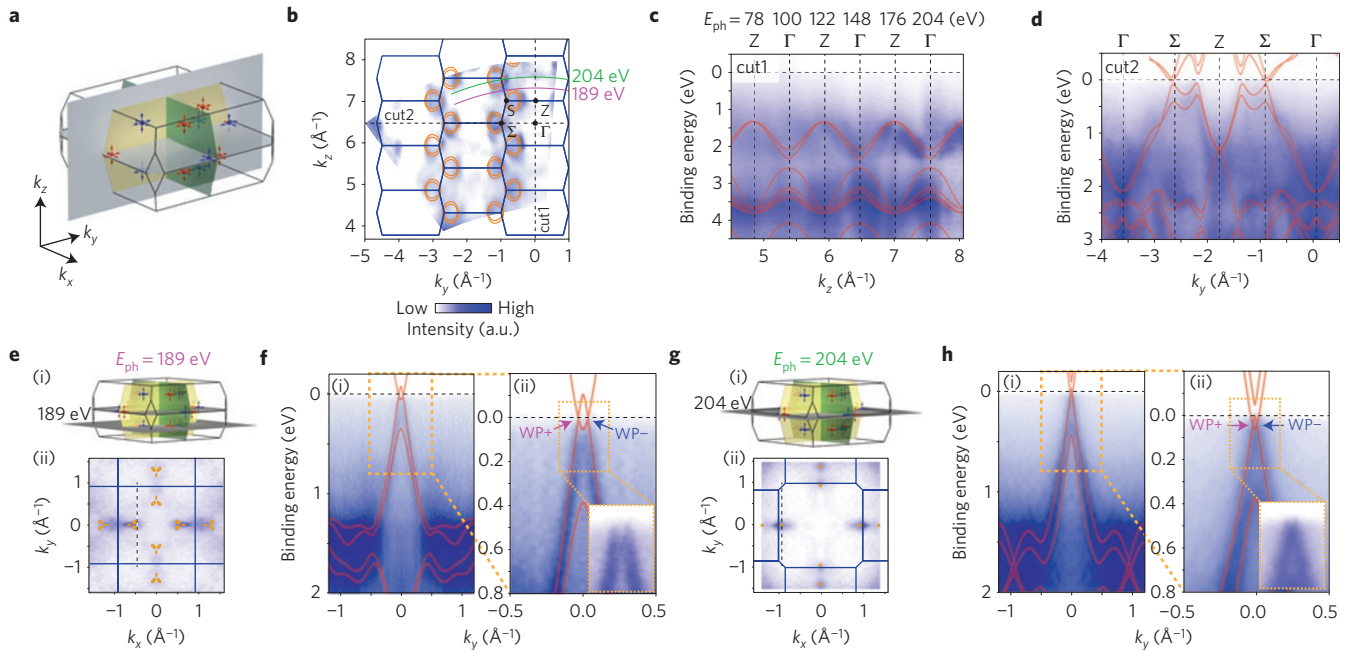 a
k_z
k_y
k_x
b
8
7
6
5
4
k_z (Å⁻¹)
204 eV
189 eV
cut2
S
Z
Σ
Γ
cut1
−5 −4 −3 −2 −1 0 1
k_y (Å⁻¹)
Low High
Intensity (a.u.)
c
E_ph = 78 100 122 148 176 204 (eV)
Z Γ Z Γ Z Γ
cut1
0
1
2
3
4
Binding energy (eV)
5 6 7 8
k_z (Å⁻¹)
d
Γ Σ Z Σ Γ
cut2
0
1
2
3
Binding energy (eV)
−4 −3 −2 −1 0
k_y (Å⁻¹)
e
E_ph = 189 eV
(i)
189 eV
(ii)
1
0
−1
k_y (Å⁻¹)
−1 0 1
k_x (Å⁻¹)
f
(i)
0
1
2
Binding energy (eV)
−1 0 1
(ii)
WP+ WP−
0.0
0.2
0.4
0.6
0.8
−0.5 0.0 0.5
k_y (Å⁻¹)
g
E_ph = 204 eV
(i)
204 eV
(ii)
1
0
−1
k_y (Å⁻¹)
−1 0 1
k_x (Å⁻¹)
h
(i)
0
1
2
Binding energy (eV)
−1 0 1
(ii)
WP+ WP−
0.0
0.2
0.4
0.6
0.8
−0.5 0.0 0.5
k_y (Å⁻¹)